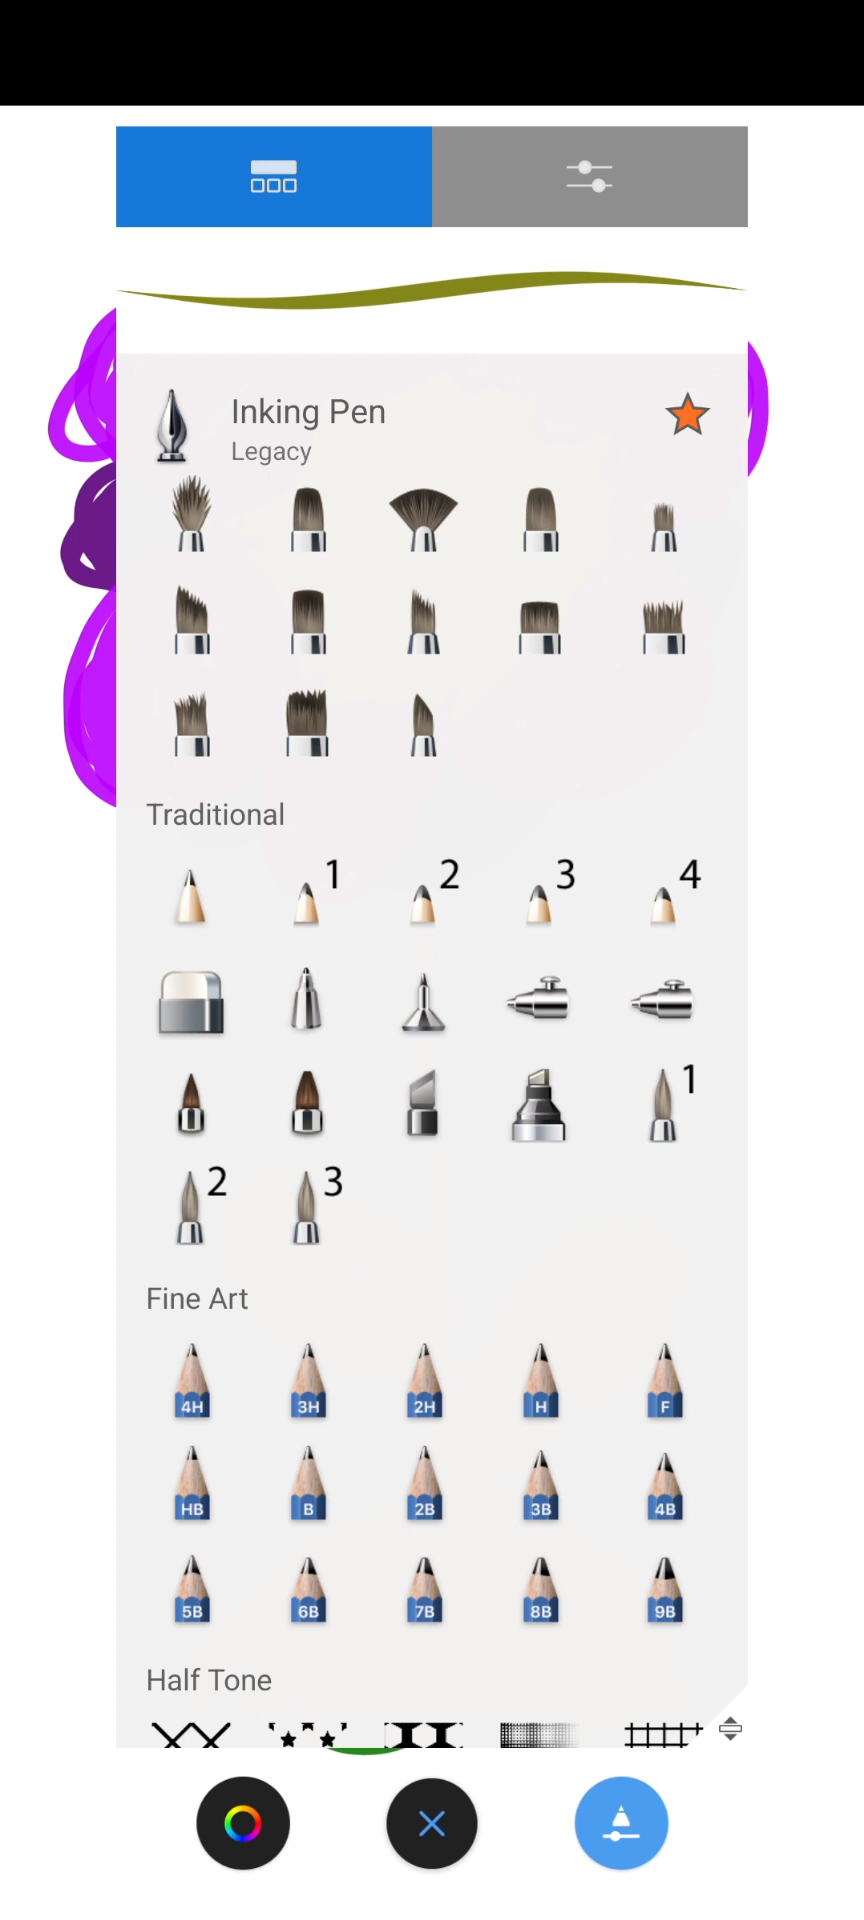 Inking Pen
Legacy
Traditional
1 2 3 4
1
2 3
Fine Art
4H 3H 2H H F
HB B 2B 3B 4B
5B 6B 7B 8B 9B
Half Tone